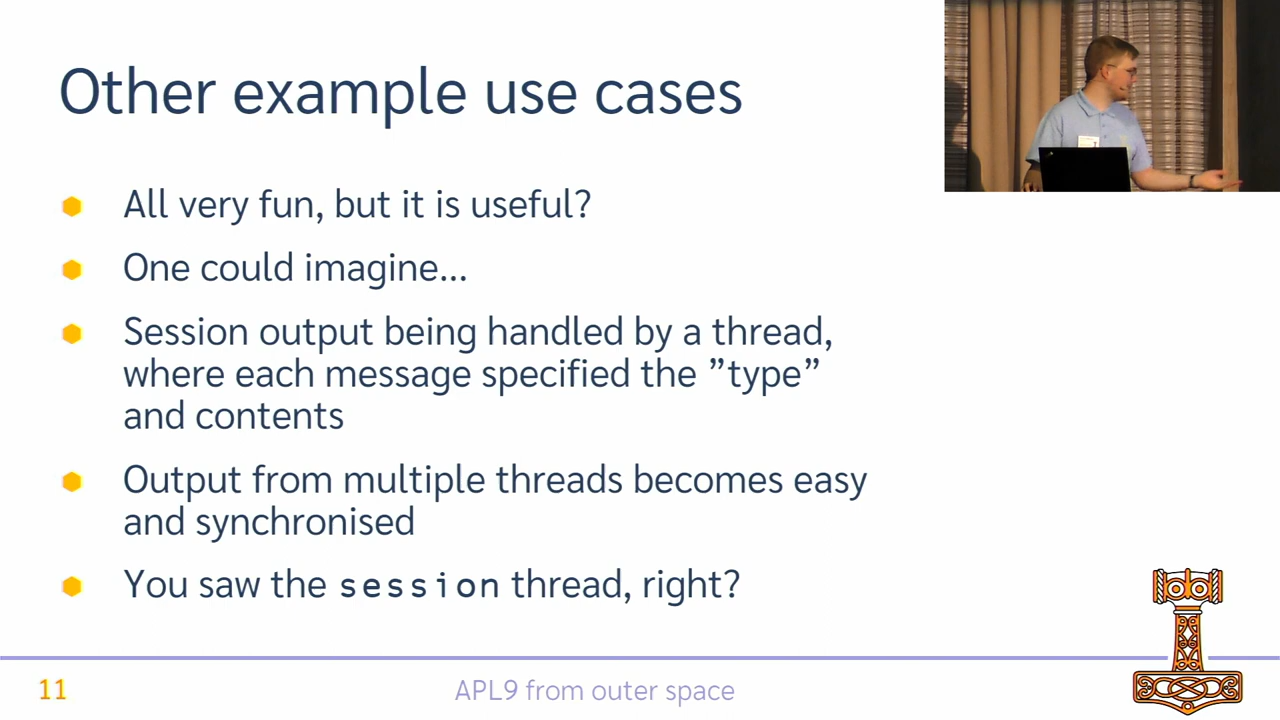 Other example use cases
All very fun, but it is useful?
One could imagine...
Session output being handled by a thread,
where each message specified the ”type”
and contents
Output from multiple threads becomes easy
and synchronised
You saw the session thread, right?
11
APL9 from outer space